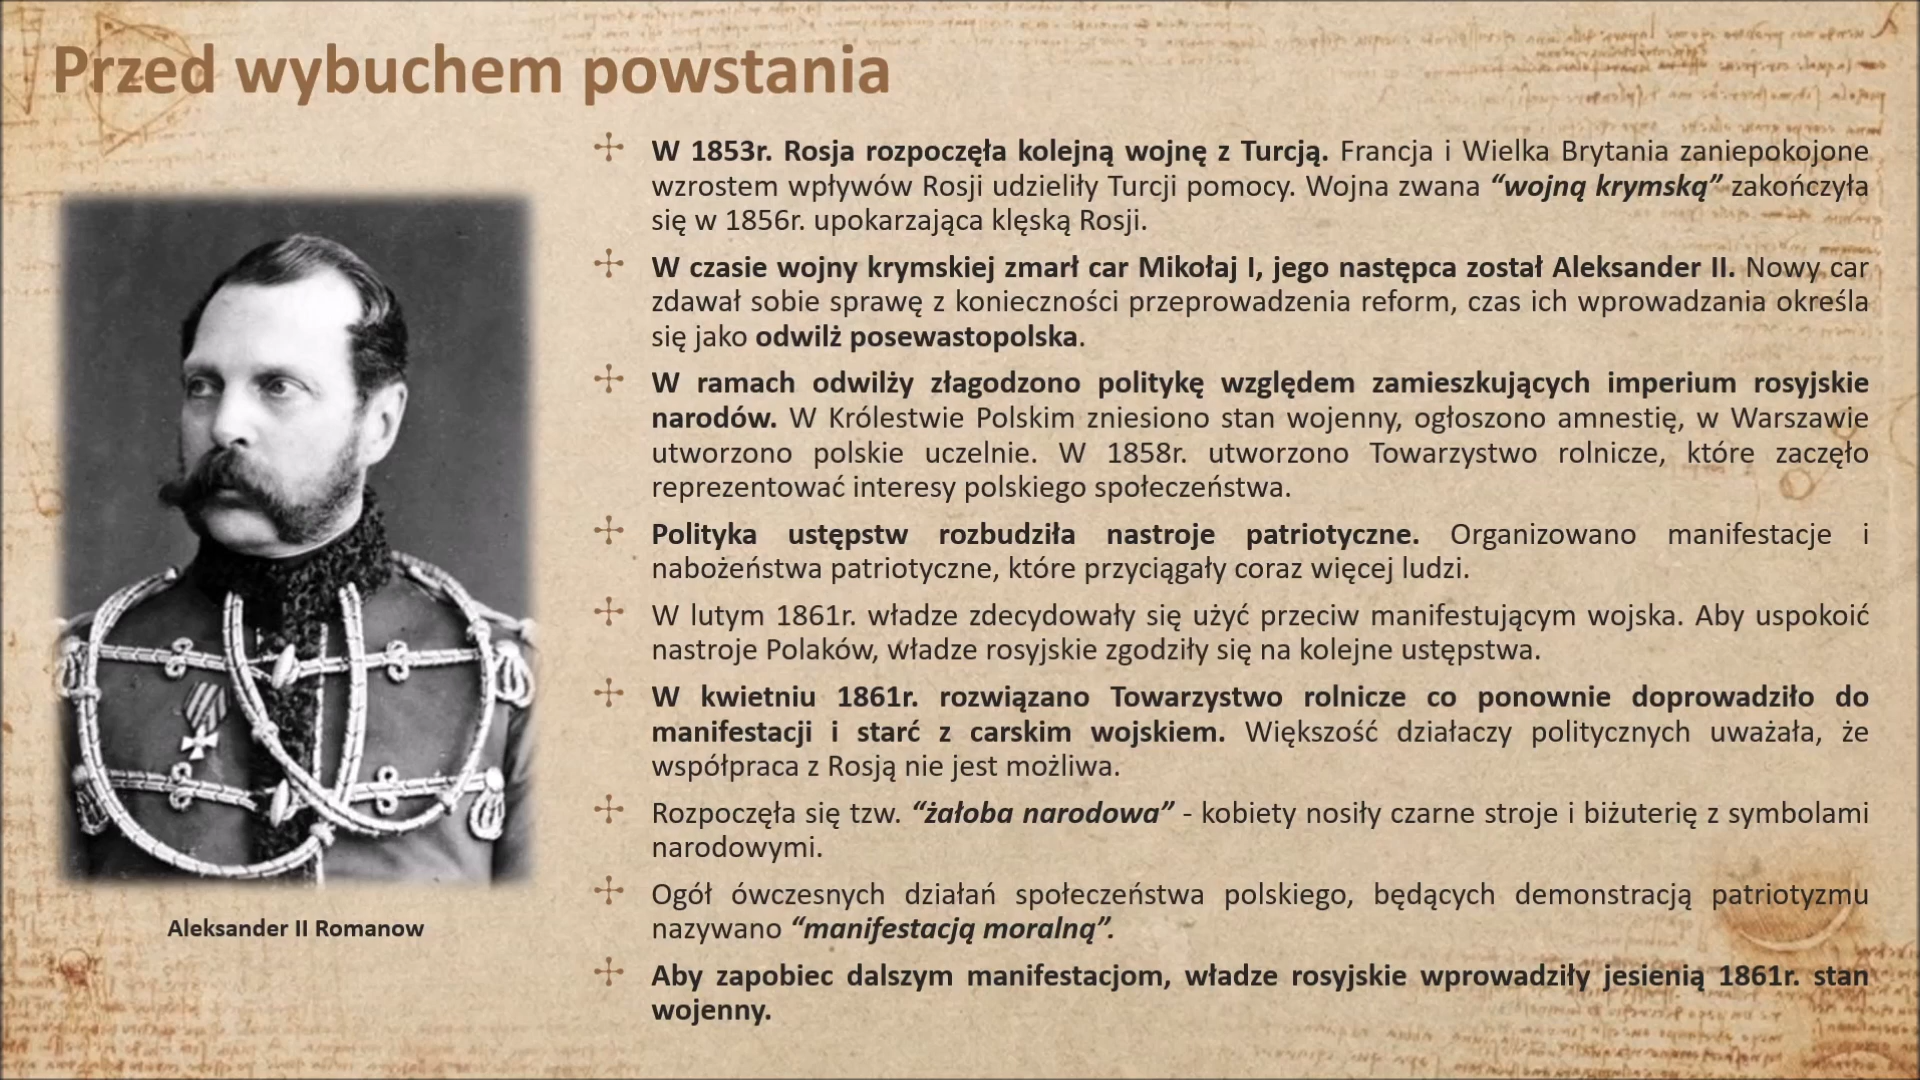 Przed wybuchem powstania
W 1853r. Rosja rozpoczęła kolejną wojnę z Turcją. Francja i Wielka Brytania zaniepokojone
wzrostem wpływów Rosji udzieliły Turcji pomocy. Wojna zwana “wojną krymską” zakończyła
się w 1856r. upokarzająca klęską Rosji.
W czasie wojny krymskiej zmarł car Mikołaj I, jego następca został Aleksander II. Nowy car
zdawał sobie sprawę z konieczności przeprowadzenia reform, czas ich wprowadzania określa
się jako odwilż posewastopolska.
W ramach odwilży złagodzono politykę względem zamieszkujących imperium rosyjskie
narodów. W Królestwie Polskim zniesiono stan wojenny, ogłoszono amnestię, w Warszawie
utworzono polskie uczelnie. W 1858r. utworzono Towarzystwo rolnicze, które zaczęło
reprezentować interesy polskiego społeczeństwa.
Polityka ustępstw rozbudziła nastroje patriotyczne. Organizowano manifestacje i
nabożeństwa patriotyczne, które przyciągały coraz więcej ludzi.
W lutym 1861r. władze zdecydowały się użyć przeciw manifestującym wojska. Aby uspokoić
nastroje Polaków, władze rosyjskie zgodziły się na kolejne ustępstwa.
W kwietniu 1861r. rozwiązano Towarzystwo rolnicze co ponownie doprowadziło do
manifestacji i starć z carskim wojskiem. Większość działaczy politycznych uważała, że
współpraca z Rosją nie jest możliwa.
Rozpoczęła się tzw. “żałoba narodowa” - kobiety nosiły czarne stroje i biżuterię z symbolami
narodowymi.
Ogół ówczesnych działań społeczeństwa polskiego, będących demonstracją patriotyzmu
nazywano “manifestacją moralną”.
Aby zapobiec dalszym manifestacjom, władze rosyjskie wprowadziły jesienią 1861r. stan
wojenny.
Aleksander II Romanow